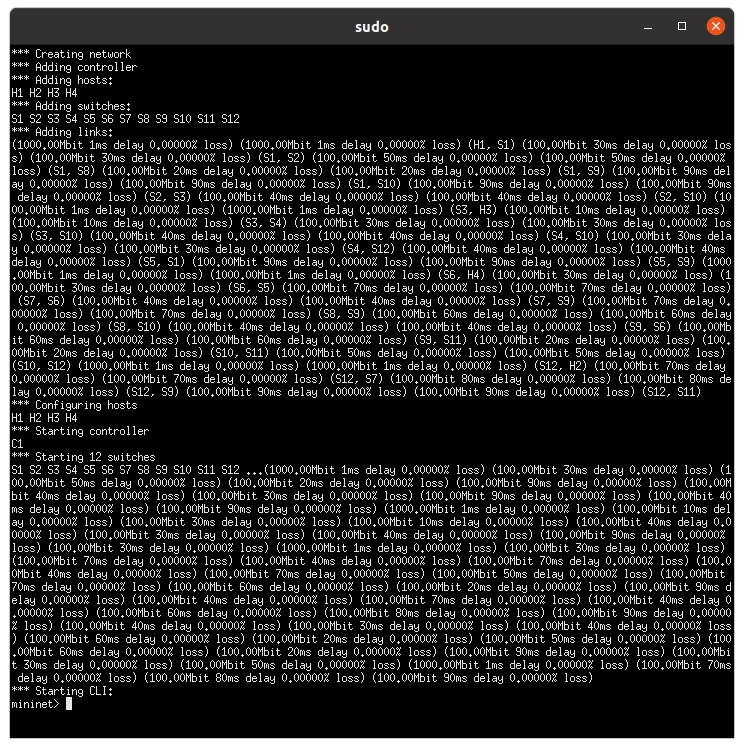 sudo
*** Creating network
*** Adding controller
*** Adding hosts:
H1 H2 H3 H4
*** Adding switches:
S1 S2 S3 S4 S5 S6 S7 S8 S9 S10 S11 S12
*** Adding links:
(1000.00Mbit 1ms delay 0.00000% loss) (1000.00Mbit 1ms delay 0.00000% loss) (H1, S1) (100.00Mbit 30ms delay 0.00000% los
s) (100.00Mbit 30ms delay 0.00000% loss) (S1, S2) (100.00Mbit 50ms delay 0.00000% loss) (100.00Mbit 50ms delay 0.00000%
loss) (S1, S8) (100.00Mbit 20ms delay 0.00000% loss) (100.00Mbit 20ms delay 0.00000% loss) (S1, S9) (100.00Mbit 90ms del
ay 0.00000% loss) (100.00Mbit 90ms delay 0.00000% loss) (S1, S10) (100.00Mbit 90ms delay 0.00000% loss) (100.00Mbit 90ms
 delay 0.00000% loss) (S2, S3) (100.00Mbit 40ms delay 0.00000% loss) (100.00Mbit 40ms delay 0.00000% loss) (S2, S10) (10
00.00Mbit 1ms delay 0.00000% loss) (1000.00Mbit 1ms delay 0.00000% loss) (S3, H3) (100.00Mbit 10ms delay 0.00000% loss)
(100.00Mbit 10ms delay 0.00000% loss) (S3, S4) (100.00Mbit 30ms delay 0.00000% loss) (100.00Mbit 30ms delay 0.00000% los
s) (S3, S10) (100.00Mbit 40ms delay 0.00000% loss) (100.00Mbit 40ms delay 0.00000% loss) (S4, S10) (100.00Mbit 30ms dela
y 0.00000% loss) (100.00Mbit 30ms delay 0.00000% loss) (S4, S12) (100.00Mbit 40ms delay 0.00000% loss) (100.00Mbit 40ms
delay 0.00000% loss) (S5, S1) (100.00Mbit 90ms delay 0.00000% loss) (100.00Mbit 90ms delay 0.00000% loss) (S5, S9) (1000
.00Mbit 1ms delay 0.00000% loss) (1000.00Mbit 1ms delay 0.00000% loss) (S6, H4) (100.00Mbit 30ms delay 0.00000% loss) (1
00.00Mbit 30ms delay 0.00000% loss) (S6, S5) (100.00Mbit 70ms delay 0.00000% loss) (100.00Mbit 70ms delay 0.00000% loss)
 (S7, S6) (100.00Mbit 40ms delay 0.00000% loss) (100.00Mbit 40ms delay 0.00000% loss) (S7, S9) (100.00Mbit 70ms delay 0.
00000% loss) (100.00Mbit 70ms delay 0.00000% loss) (S8, S9) (100.00Mbit 60ms delay 0.00000% loss) (100.00Mbit 60ms delay
 0.00000% loss) (S8, S10) (100.00Mbit 40ms delay 0.00000% loss) (100.00Mbit 40ms delay 0.00000% loss) (S9, S6) (100.00Mb
it 60ms delay 0.00000% loss) (100.00Mbit 60ms delay 0.00000% loss) (S9, S11) (100.00Mbit 20ms delay 0.00000% loss) (100.
00Mbit 20ms delay 0.00000% loss) (S10, S11) (100.00Mbit 50ms delay 0.00000% loss) (100.00Mbit 50ms delay 0.00000% loss)
(S10, S12) (1000.00Mbit 1ms delay 0.00000% loss) (1000.00Mbit 1ms delay 0.00000% loss) (S12, H2) (100.00Mbit 70ms delay
0.00000% loss) (100.00Mbit 70ms delay 0.00000% loss) (S12, S7) (100.00Mbit 80ms delay 0.00000% loss) (100.00Mbit 80ms de
lay 0.00000% loss) (S12, S9) (100.00Mbit 90ms delay 0.00000% loss) (100.00Mbit 90ms delay 0.00000% loss) (S12, S11)
*** Configuring hosts
H1 H2 H3 H4
*** Starting controller
C1
*** Starting 12 switches
S1 S2 S3 S4 S5 S6 S7 S8 S9 S10 S11 S12 ...(1000.00Mbit 1ms delay 0.00000% loss) (100.00Mbit 30ms delay 0.00000% loss) (1
00.00Mbit 50ms delay 0.00000% loss) (100.00Mbit 20ms delay 0.00000% loss) (100.00Mbit 90ms delay 0.00000% loss) (100.00M
bit 40ms delay 0.00000% loss) (100.00Mbit 30ms delay 0.00000% loss) (100.00Mbit 90ms delay 0.00000% loss) (100.00Mbit 40
ms delay 0.00000% loss) (100.00Mbit 90ms delay 0.00000% loss) (1000.00Mbit 1ms delay 0.00000% loss) (100.00Mbit 10ms del
ay 0.00000% loss) (100.00Mbit 30ms delay 0.00000% loss) (100.00Mbit 10ms delay 0.00000% loss) (100.00Mbit 40ms delay 0.0
0000% loss) (100.00Mbit 30ms delay 0.00000% loss) (100.00Mbit 40ms delay 0.00000% loss) (100.00Mbit 90ms delay 0.00000%
loss) (100.00Mbit 30ms delay 0.00000% loss) (1000.00Mbit 1ms delay 0.00000% loss) (100.00Mbit 30ms delay 0.00000% loss)
(100.00Mbit 70ms delay 0.00000% loss) (100.00Mbit 40ms delay 0.00000% loss) (100.00Mbit 70ms delay 0.00000% loss) (100.0
0Mbit 40ms delay 0.00000% loss) (100.00Mbit 70ms delay 0.00000% loss) (100.00Mbit 50ms delay 0.00000% loss) (100.00Mbit
70ms delay 0.00000% loss) (100.00Mbit 60ms delay 0.00000% loss) (100.00Mbit 20ms delay 0.00000% loss) (100.00Mbit 90ms d
elay 0.00000% loss) (100.00Mbit 40ms delay 0.00000% loss) (100.00Mbit 70ms delay 0.00000% loss) (100.00Mbit 40ms delay 0
.00000% loss) (100.00Mbit 60ms delay 0.00000% loss) (100.00Mbit 80ms delay 0.00000% loss) (100.00Mbit 90ms delay 0.00000
% loss) (100.00Mbit 40ms delay 0.00000% loss) (100.00Mbit 30ms delay 0.00000% loss) (100.00Mbit 40ms delay 0.00000% loss
) (100.00Mbit 60ms delay 0.00000% loss) (100.00Mbit 20ms delay 0.00000% loss) (100.00Mbit 50ms delay 0.00000% loss) (100
.00Mbit 60ms delay 0.00000% loss) (100.00Mbit 20ms delay 0.00000% loss) (100.00Mbit 90ms delay 0.00000% loss) (100.00Mbi
t 30ms delay 0.00000% loss) (100.00Mbit 50ms delay 0.00000% loss) (1000.00Mbit 1ms delay 0.00000% loss) (100.00Mbit 70ms
 delay 0.00000% loss) (100.00Mbit 80ms delay 0.00000% loss) (100.00Mbit 90ms delay 0.00000% loss)
*** Starting CLI:
mininet>